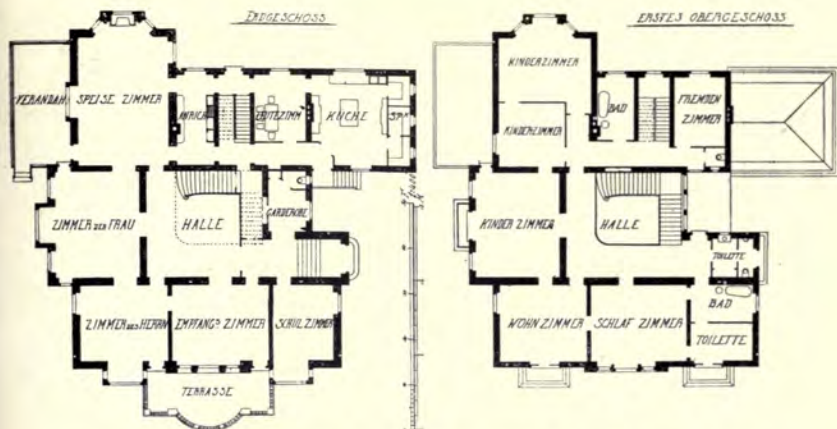 ERDGESCHOSS
VERANDAH
SPEISE ZIMMER
ANRICHTE
LEUTEZIMM
KÜCHE
ZIMMER DER FRAU
HALLE
GARDEROBE
ZIMMER DES HERRN
EMPFANGS ZIMMER
SCHULZIMMER
TERRASSE
ERSTES OBERGESCHOSS
KINDERZIMMER
KINDERZIMMER
BAD
FREMDEN
ZIMMER
KINDER ZIMMER
HALLE
TOILETTE
WOHN ZIMMER
SCHLAF ZIMMER
BAD
TOILETTE